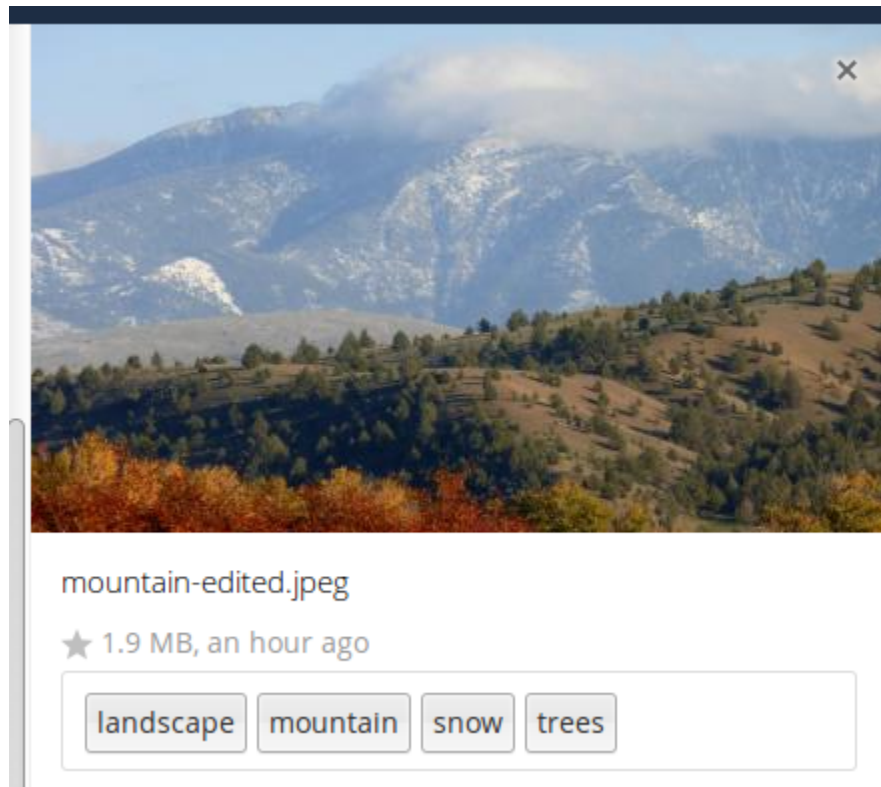 mountain-edited.jpeg
1.9 MB, an hour ago
landscape mountain snow trees